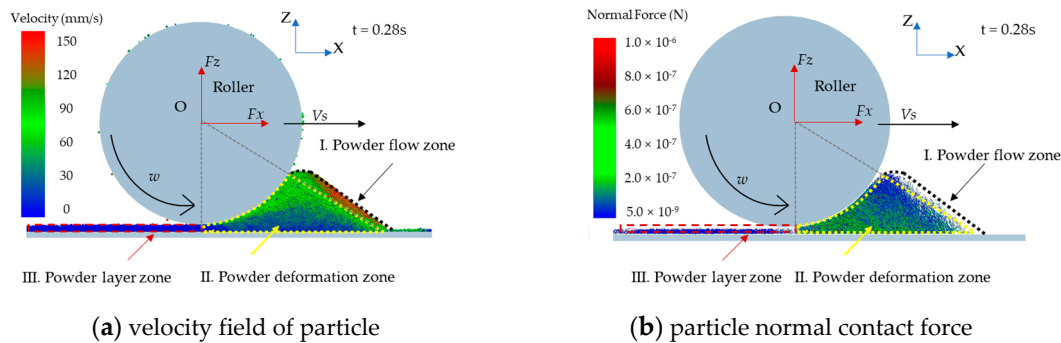 Velocity (mm/s)
150
120
90
60
30
0
Z
X
t = 0.28s
Fz
Roller
O
Fx
Vs
w
I. Powder flow zone
III. Powder layer zone
II. Powder deformation zone
(a) velocity field of particle
Normal Force (N)
1.0 × 10⁻⁶
8.0 × 10⁻⁷
6.0 × 10⁻⁷
4.0 × 10⁻⁷
2.0 × 10⁻⁷
5.0 × 10⁻⁹
Z
X
t = 0.28s
Fz
Roller
O
Fx
Vs
w
I. Powder flow zone
III. Powder layer zone
II. Powder deformation zone
(b) particle normal contact force